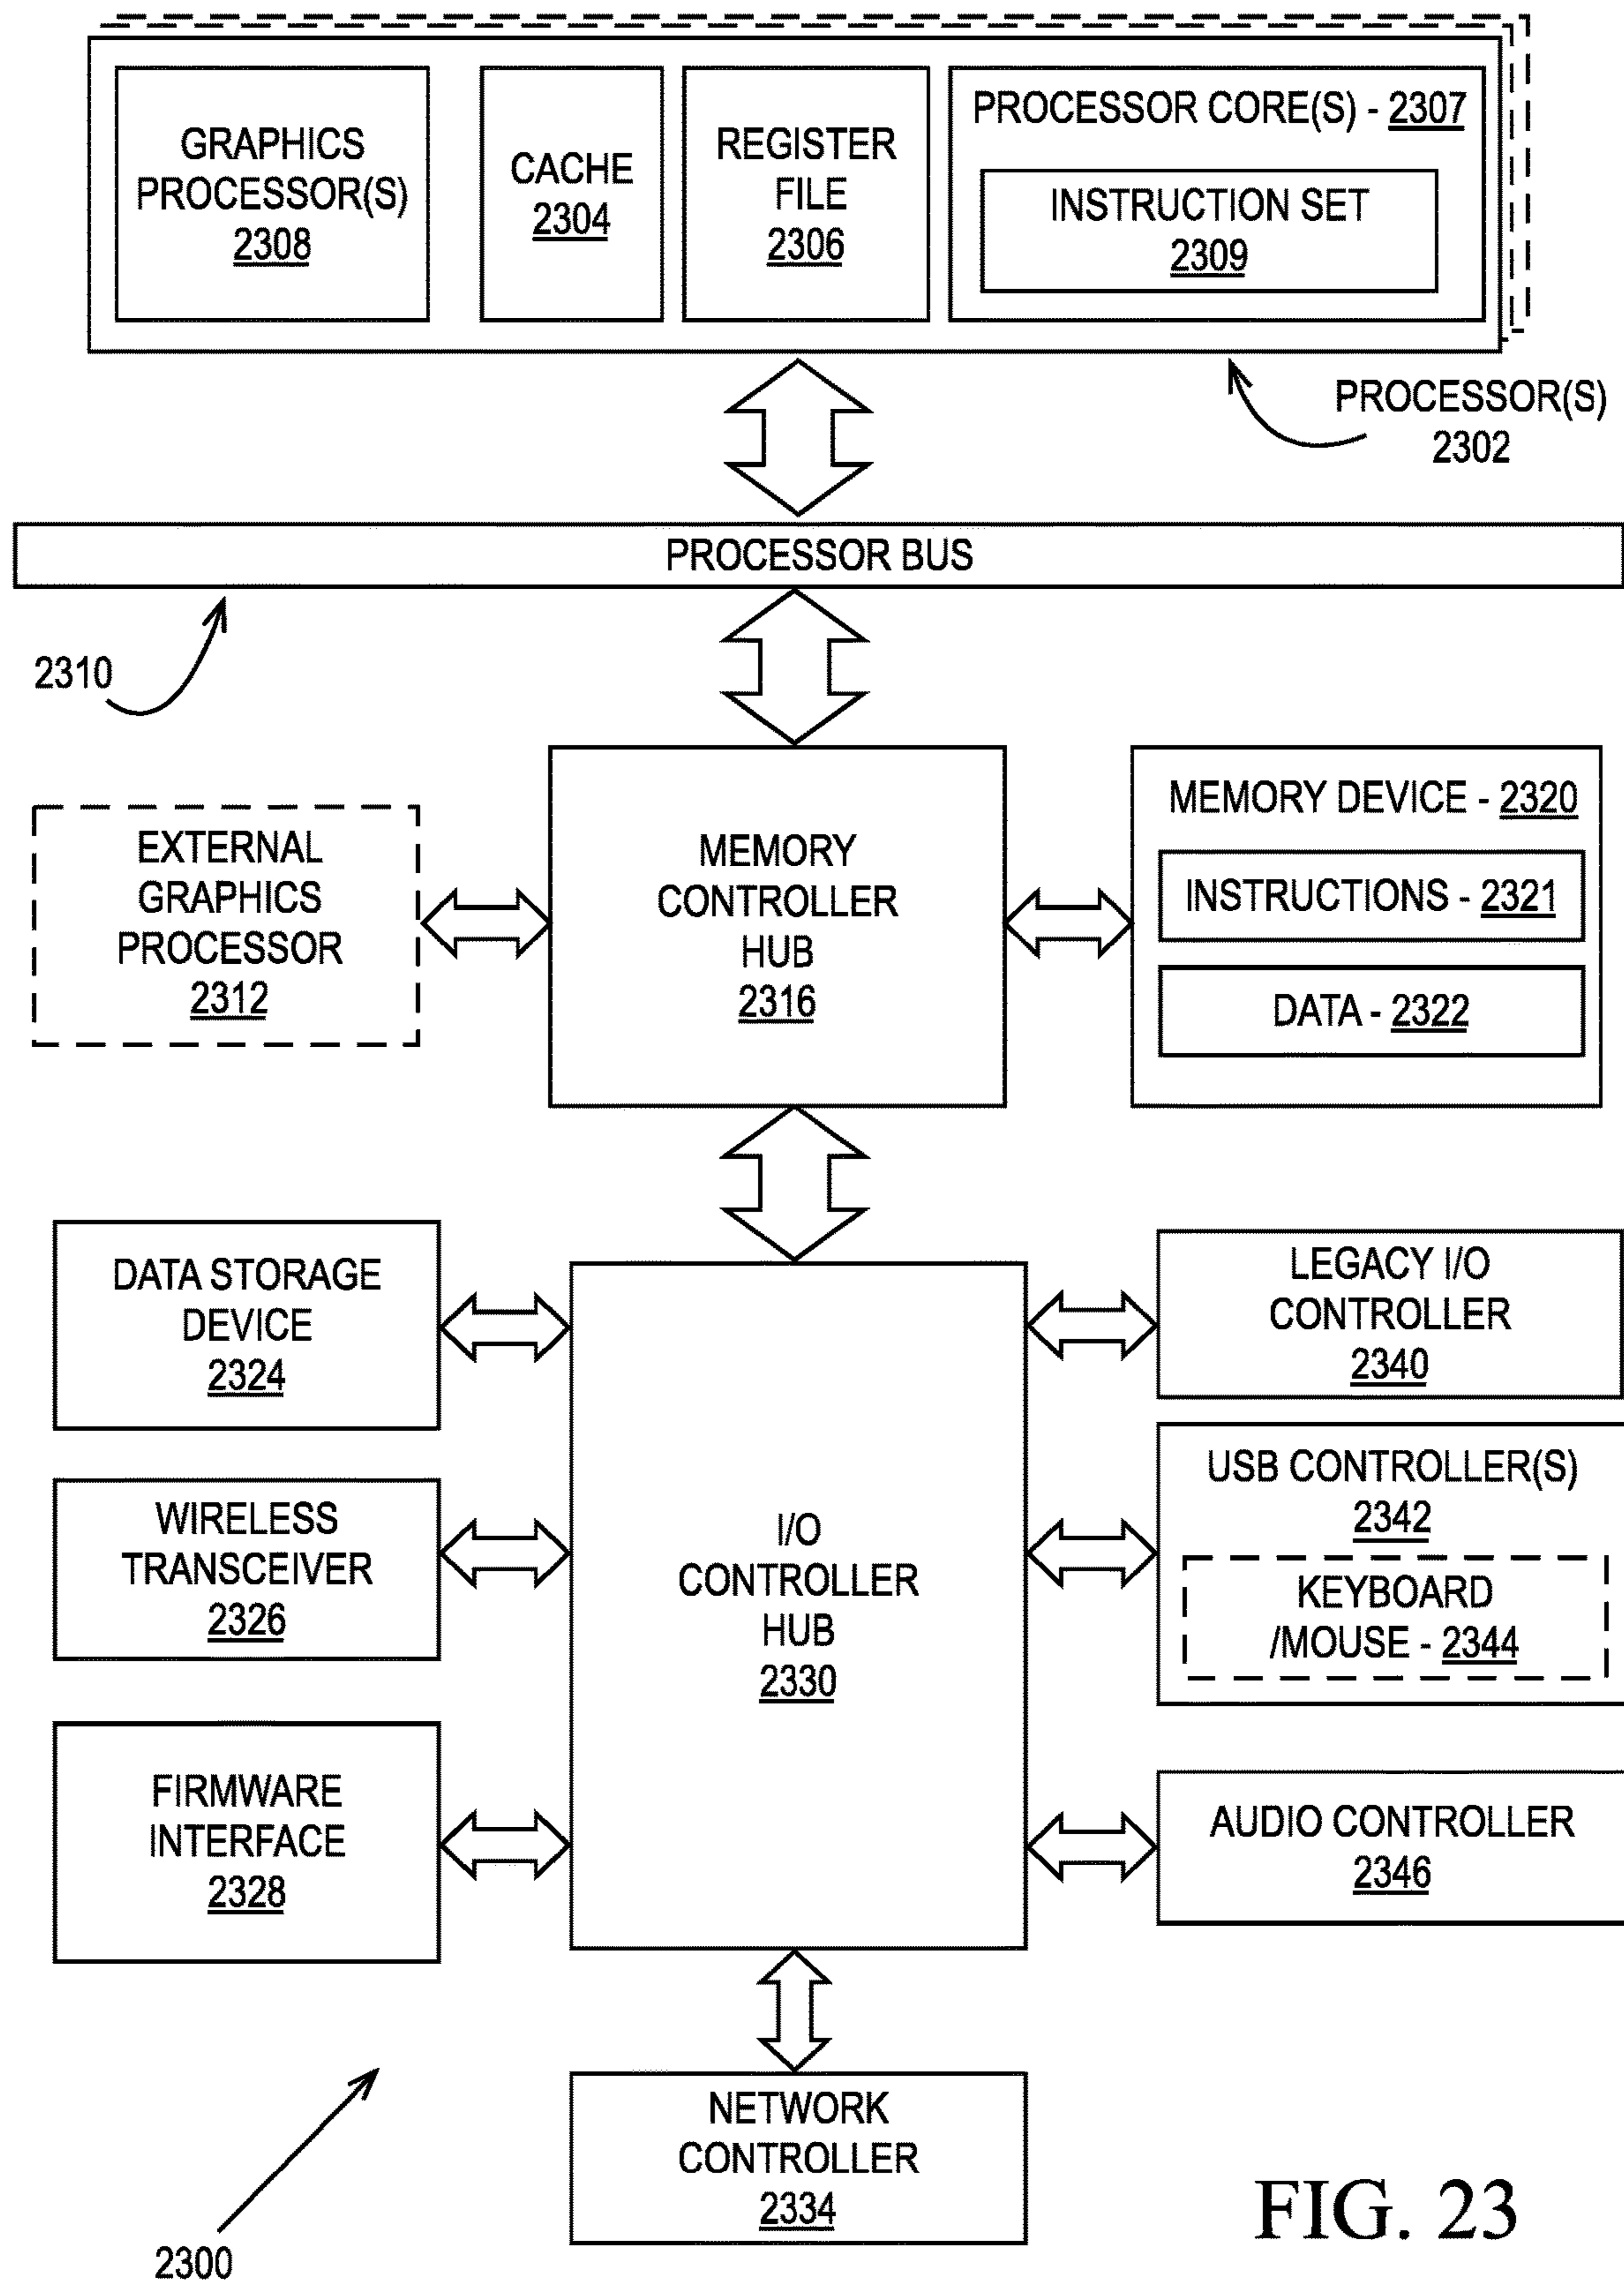 GRAPHICS
PROCESSOR(S)
2308
CACHE
2304
REGISTER
FILE
2306
PROCESSOR CORE(S) - 2307
INSTRUCTION SET
2309
PROCESSOR(S)
2302
PROCESSOR BUS
2310
EXTERNAL
GRAPHICS
PROCESSOR
2312
MEMORY
CONTROLLER
HUB
2316
MEMORY DEVICE - 2320
INSTRUCTIONS - 2321
DATA - 2322
DATA STORAGE
DEVICE
2324
WIRELESS
TRANSCEIVER
2326
FIRMWARE
INTERFACE
2328
I/O
CONTROLLER
HUB
2330
LEGACY I/O
CONTROLLER
2340
USB CONTROLLER(S)
2342
KEYBOARD
/MOUSE - 2344
AUDIO CONTROLLER
2346
NETWORK
CONTROLLER
2334
2300
FIG. 23